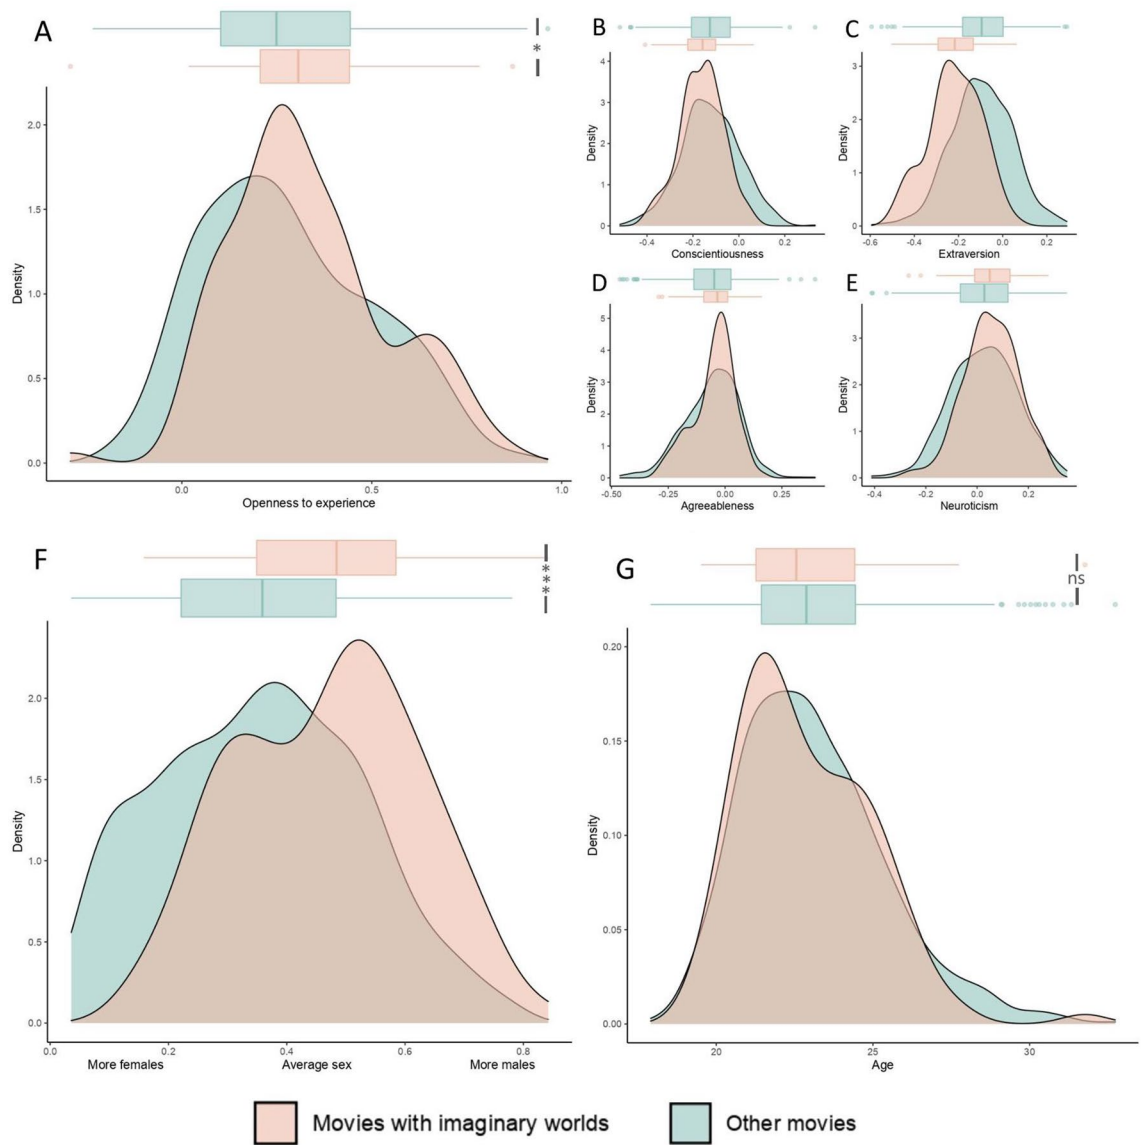 A
*
Density
2.0
1.5
1.0
0.5
0.0
0.0 0.5 1.0
Openness to experience
B
Density
4
3
2
1
0
-0.4 -0.2 0.0 0.2
Conscientiousness
C
Density
3
2
1
0
-0.6 -0.4 -0.2 0.0 0.2
Extraversion
D
Density
5
4
3
2
1
0
-0.50 -0.25 0.00 0.25
Agreeableness
E
Density
3
2
1
0
-0.4 -0.2 0.0 0.2
Neuroticism
F
***
Density
2.0
1.5
1.0
0.5
0.0
0.0 0.2 0.4 0.6 0.8
More females Average sex More males
G
ns
Density
0.20
0.15
0.10
0.05
0.00
20 25 30
Age
Movies with imaginary worlds Other movies